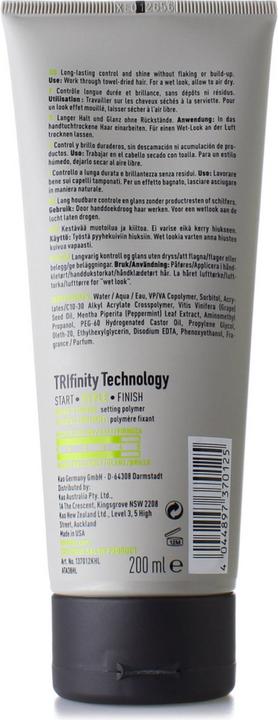 Long-lasting control and shine without flaking or build-up.
Use: Work through towel-dried hair. For a wet look, allow to air dry.
Contrôle longue durée et brillance, sans dépôts ni résidus.
Utilisation : Travailler sur les cheveux séchés à la serviette. Pour
un look effet mouillé, laisser sécher à l'air libre.
Langer Halt und Glanz ohne Rückstände. Anwendung: In das
handtuchtrockene Haar einarbeiten. Für einen Wet-Look an der Luft
trocknen lassen.
Control y brillo duraderos, sin descamación ni acumulación de pro-
ductos. Uso: Trabajar en el cabello secado con toalla. Para un estilo
húmedo, dejarlo secar al aire libre.
Controllo a lunga durata e brillantezza senza residui. Uso: Lavorare
bene sui capelli tamponati. Per un effetto bagnato, lasciare asciugare
in maniera naturale.
Lang houdbare controle en glans zonder productresten of schilfers.
Gebruik: Door handdoekdroog haar werken. Voor een wetlook aan de
lucht laten drogen.
Kestävää muotoilua ja kiiltoa. Ei varise eikä kerry hiukseen.
Käyttö: Työstä pyyhekuiviin hiuksiin. Wet lookia varten anna hiusten
kuivua vapaasti.
Langvarig kontroll og glans uten dryss/att flagna/flager eller
belegg/ge beläggningar. Bruk/Användning: Påføres/Applicera i hånd-
kletørt/handdukstorkat/håndklædetørt hår. La håret lufttørke/luft-
torka/lufttørre for "wet look".
Water / Aqua / Eau, VP/VA Copolymer, Sorbitol, Acry-
lates/C10-30 Alkyl Acrylate Crosspolymer, Vitis Vinifera (Grape)
Seed Oil, Mentha Piperita (Peppermint) Leaf Extract, Aminomethyl
Propanol, PEG-60 Hydrogenated Castor Oil, Propylene Glycol,
Oleth-20, Ethylhexylglycerin, Disodium EDTA, Phenoxyethanol, Fra-
grance / Parfum.
TRIfinity Technology
START • STYLE • FINISH
setting polymer
polymère fixant
Kao Germany GmbH · D-64308 Darmstadt
Distributed by:
Kao Australia Pty. Ltd.,
1A The Crescent, Kingsgrove NSW 2208
Kao New Zealand Ltd., Level 3, 5 High
Street, Auckland
Made in USA
Art.No. 137012KHL
ATA38HL
200 ml e
12M
4 044897 370125